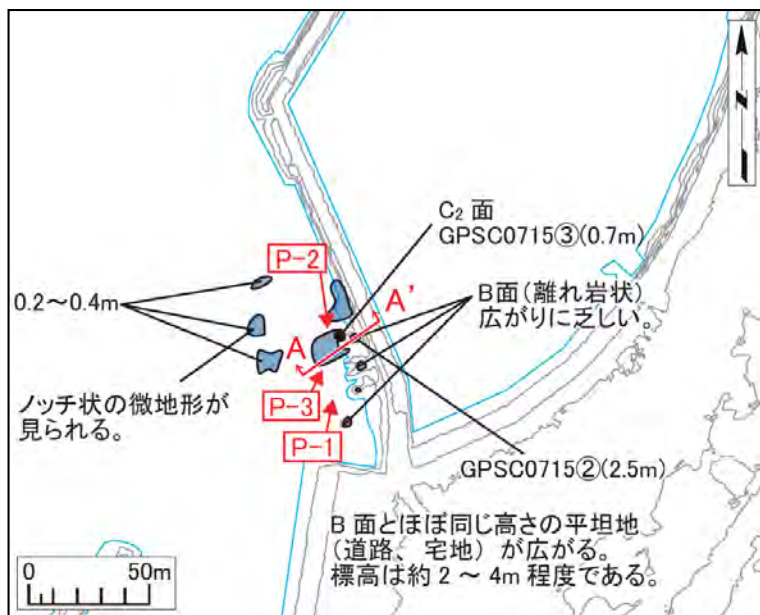 N
C₂ 面
GPSC0715③(0.7m)
P-2
0.2～0.4m
A'
B面(離れ岩状)
広がりに乏しい。
A
ノッチ状の微地形が
見られる。
P-3
P-1
GPSC0715②(2.5m)
B 面とほぼ同じ高さの平坦地
(道路、宅地)が広がる。
標高は約 2 ～ 4m 程度である。
0 50m